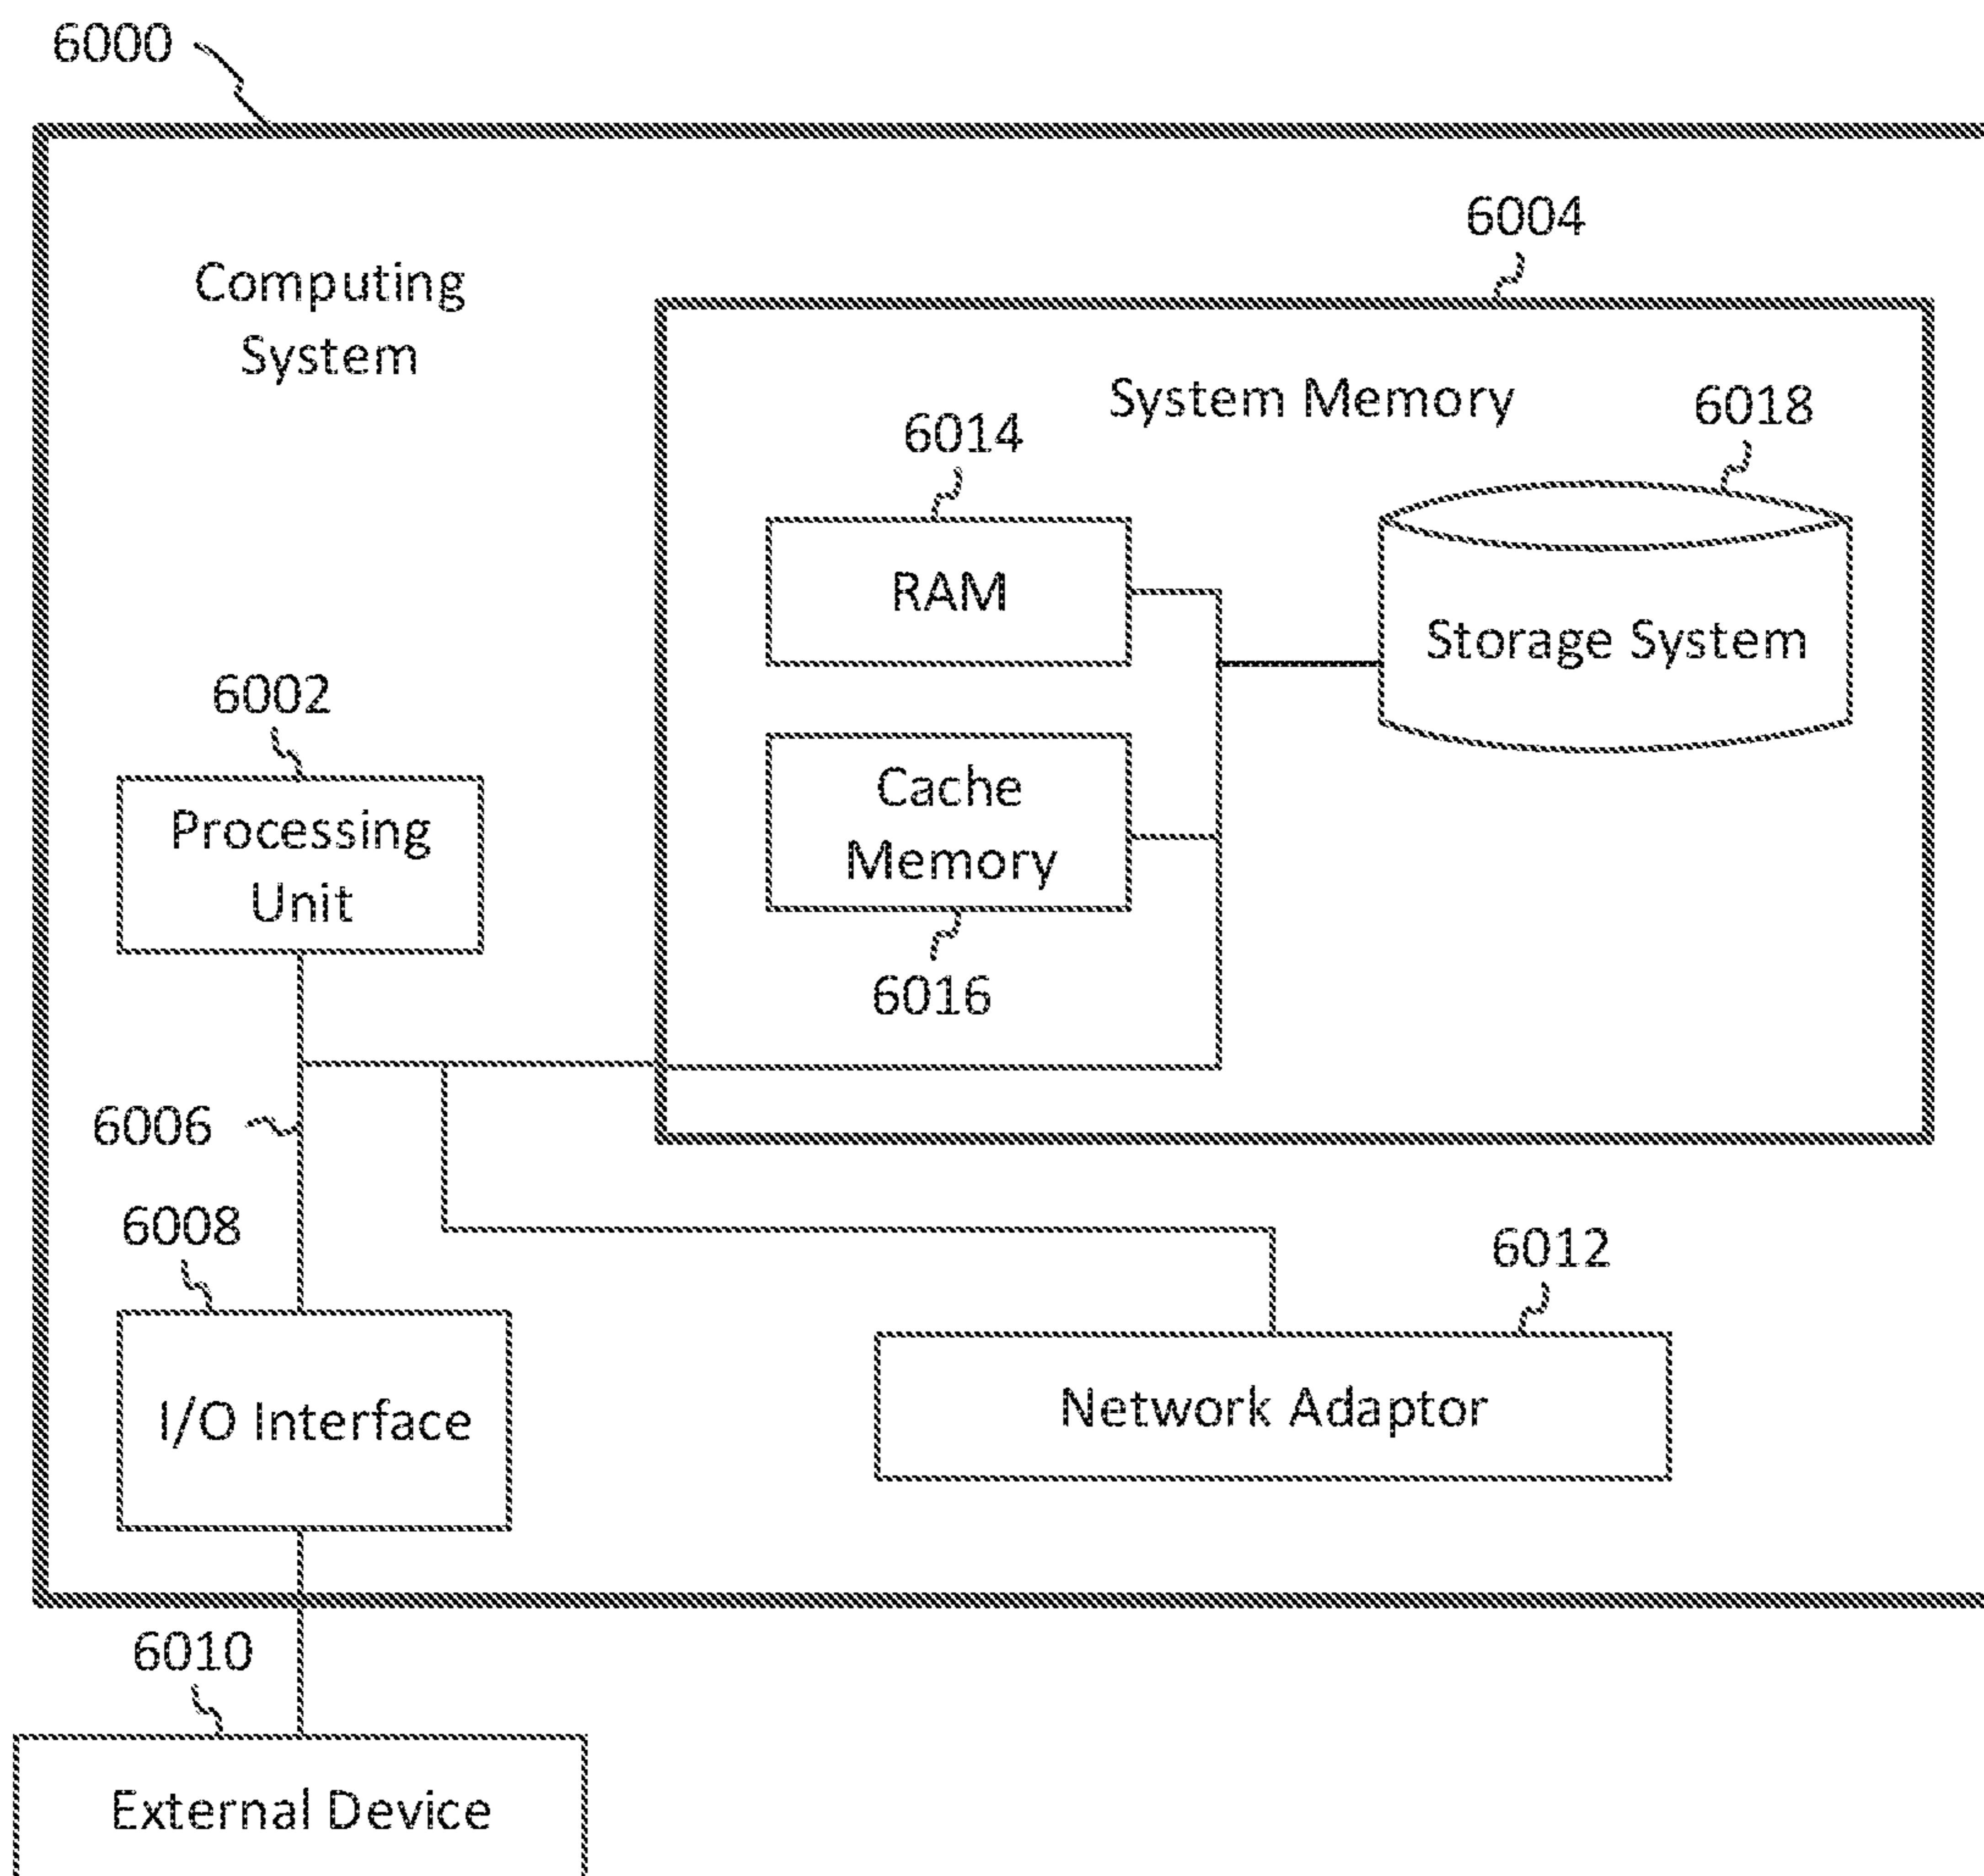 6000
6004
Computing
System
System Memory
6018
6014
RAM
Storage System
6002
Processing
Unit
Cache
Memory
6016
6006
6008
6012
I/O Interface
Network Adaptor
6010
External Device